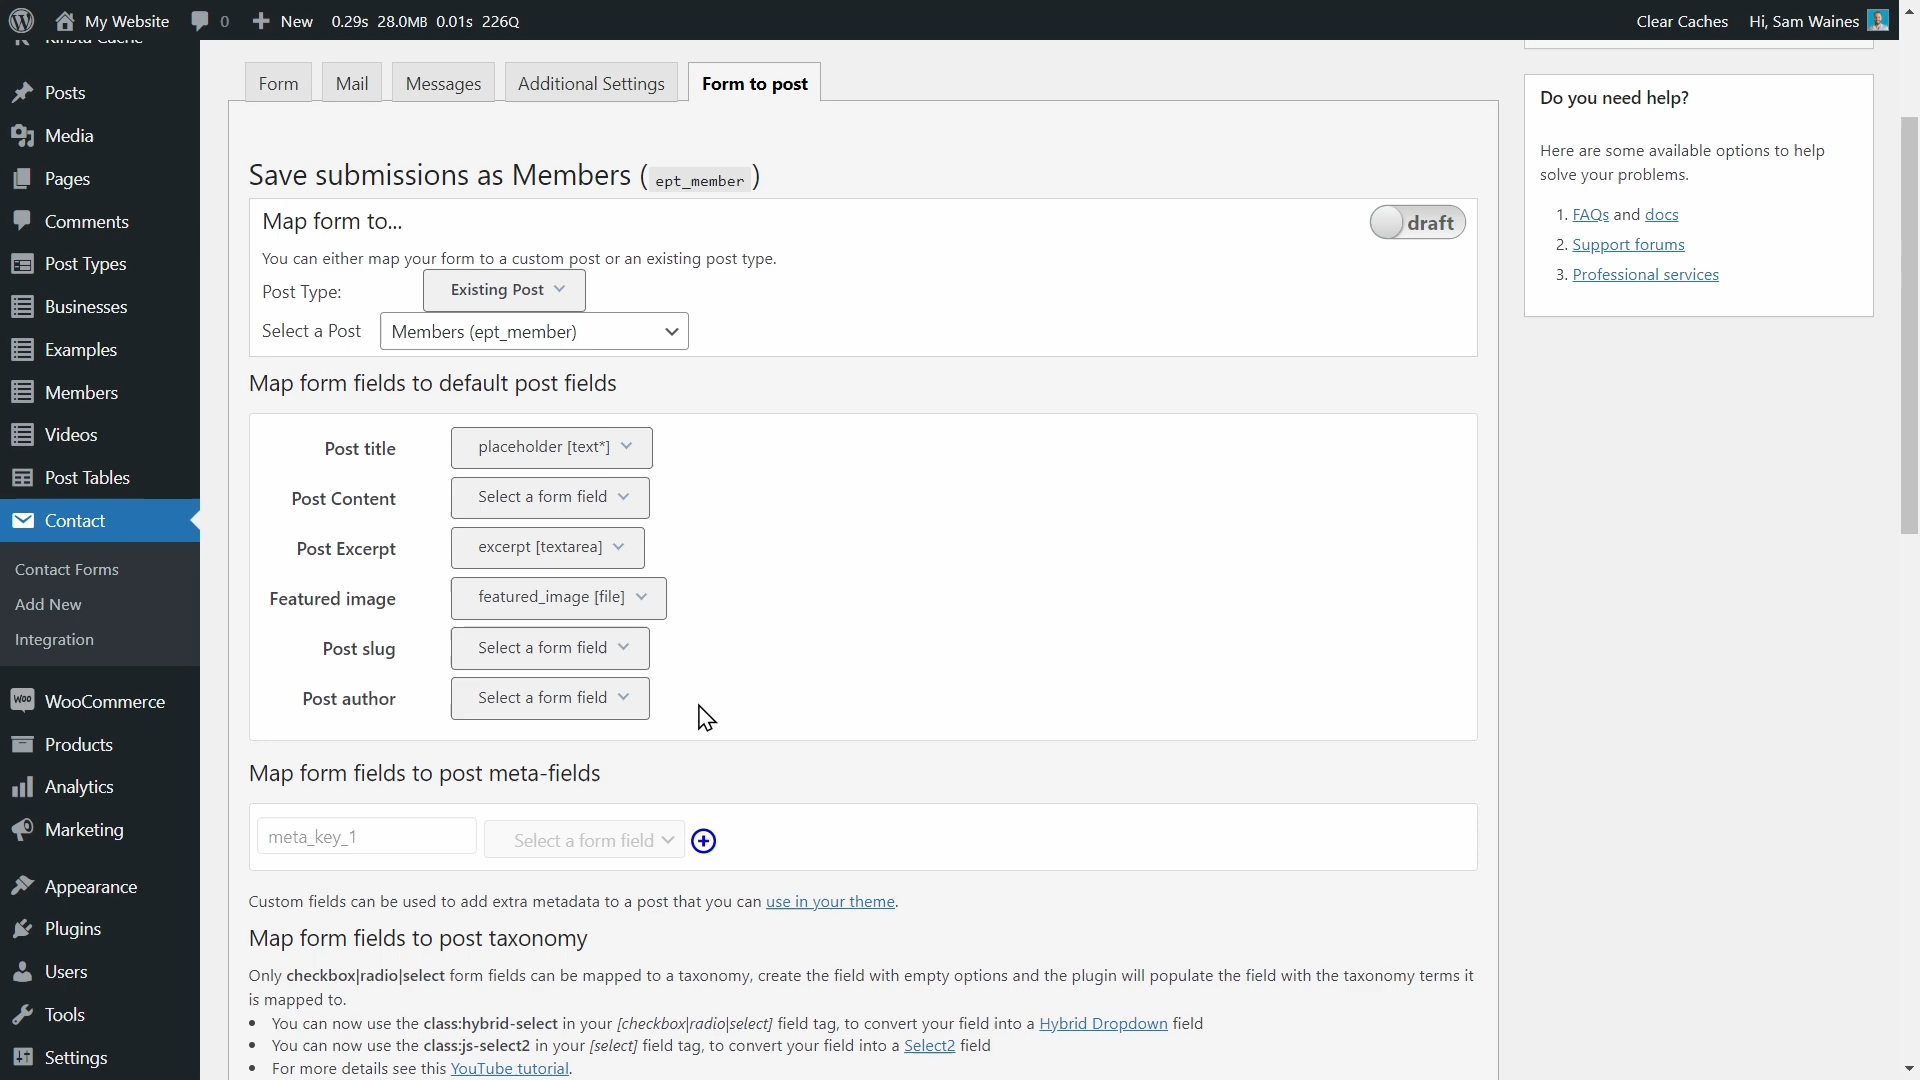 My Website 0 New 0.29s 28.0MB 0.01s 226Q Clear Caches Hi, Sam Waines
Posts
Media
Pages
Comments
Post Types
Businesses
Examples
Members
Videos
Post Tables
Contact
Contact Forms
Add New
Integration
WooCommerce
Products
Analytics
Marketing
Appearance
Plugins
Users
Tools
Settings
Form Mail Messages Additional Settings Form to post
Save submissions as Members ( ept_member )
Map form to...
draft
You can either map your form to a custom post or an existing post type.
Post Type: Existing Post
Select a Post Members (ept_member)
Map form fields to default post fields
Post title placeholder [text*]
Post Content Select a form field
Post Excerpt excerpt [textarea]
Featured image featured_image [file]
Post slug Select a form field
Post author Select a form field
Map form fields to post meta-fields
meta_key_1 Select a form field
Custom fields can be used to add extra metadata to a post that you can use in your theme.
Map form fields to post taxonomy
Only checkbox|radio|select form fields can be mapped to a taxonomy, create the field with empty options and the plugin will populate the field with the taxonomy terms it
is mapped to.
• You can now use the class:hybrid-select in your [checkbox|radio|select] field tag, to convert your field into a Hybrid Dropdown field
• You can now use the class:js-select2 in your [select] field tag, to convert your field into a Select2 field
• For more details see this YouTube tutorial.
Do you need help?
Here are some available options to help
solve your problems.
1. FAQs and docs
2. Support forums
3. Professional services